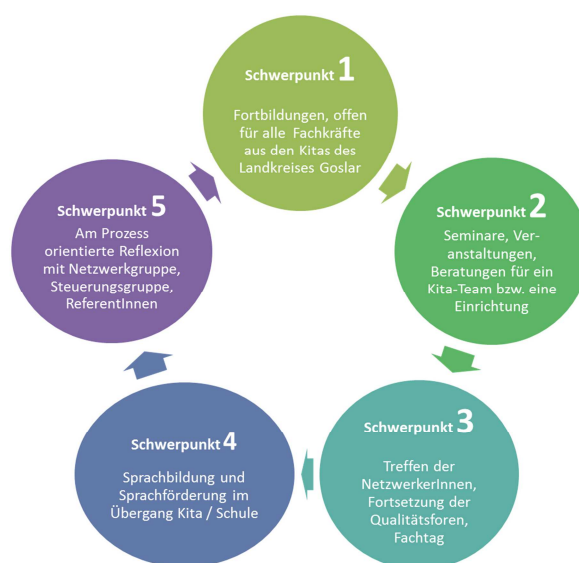 Schwerpunkt 1
Fortbildungen, offen
für alle Fachkräfte
aus den Kitas des
Landkreises Goslar
Schwerpunkt 2
Seminare, Ver-
anstaltungen,
Beratungen für ein
Kita-Team bzw. eine
Einrichtung
Schwerpunkt 3
Treffen der
NetzwerkerInnen,
Fortsetzung der
Qualitätsforen,
Fachtag
Schwerpunkt 4
Sprachbildung und
Sprachförderung im
Übergang Kita / Schule
Schwerpunkt 5
Am Prozess
orientierte Reflexion
mit Netzwerkgruppe,
Steuerungsgruppe,
ReferentInnen